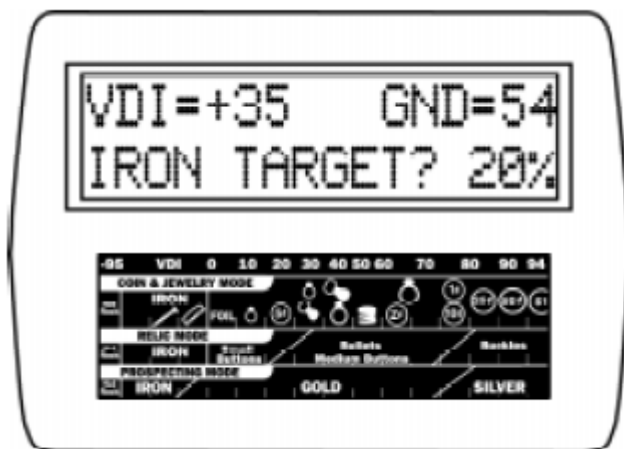 VDI=+35 GND=54
IRON TARGET? 20%
-95 VDI 0 10 20 30 40 50 60 70 80 90 94
COIN & JEWELRY MODE
IRON
FOIL 5¢
RELIC MODE
IRON Small Buttons Bullets Medium Buttons Buckles
PROSPECTING MODE
IRON GOLD SILVER